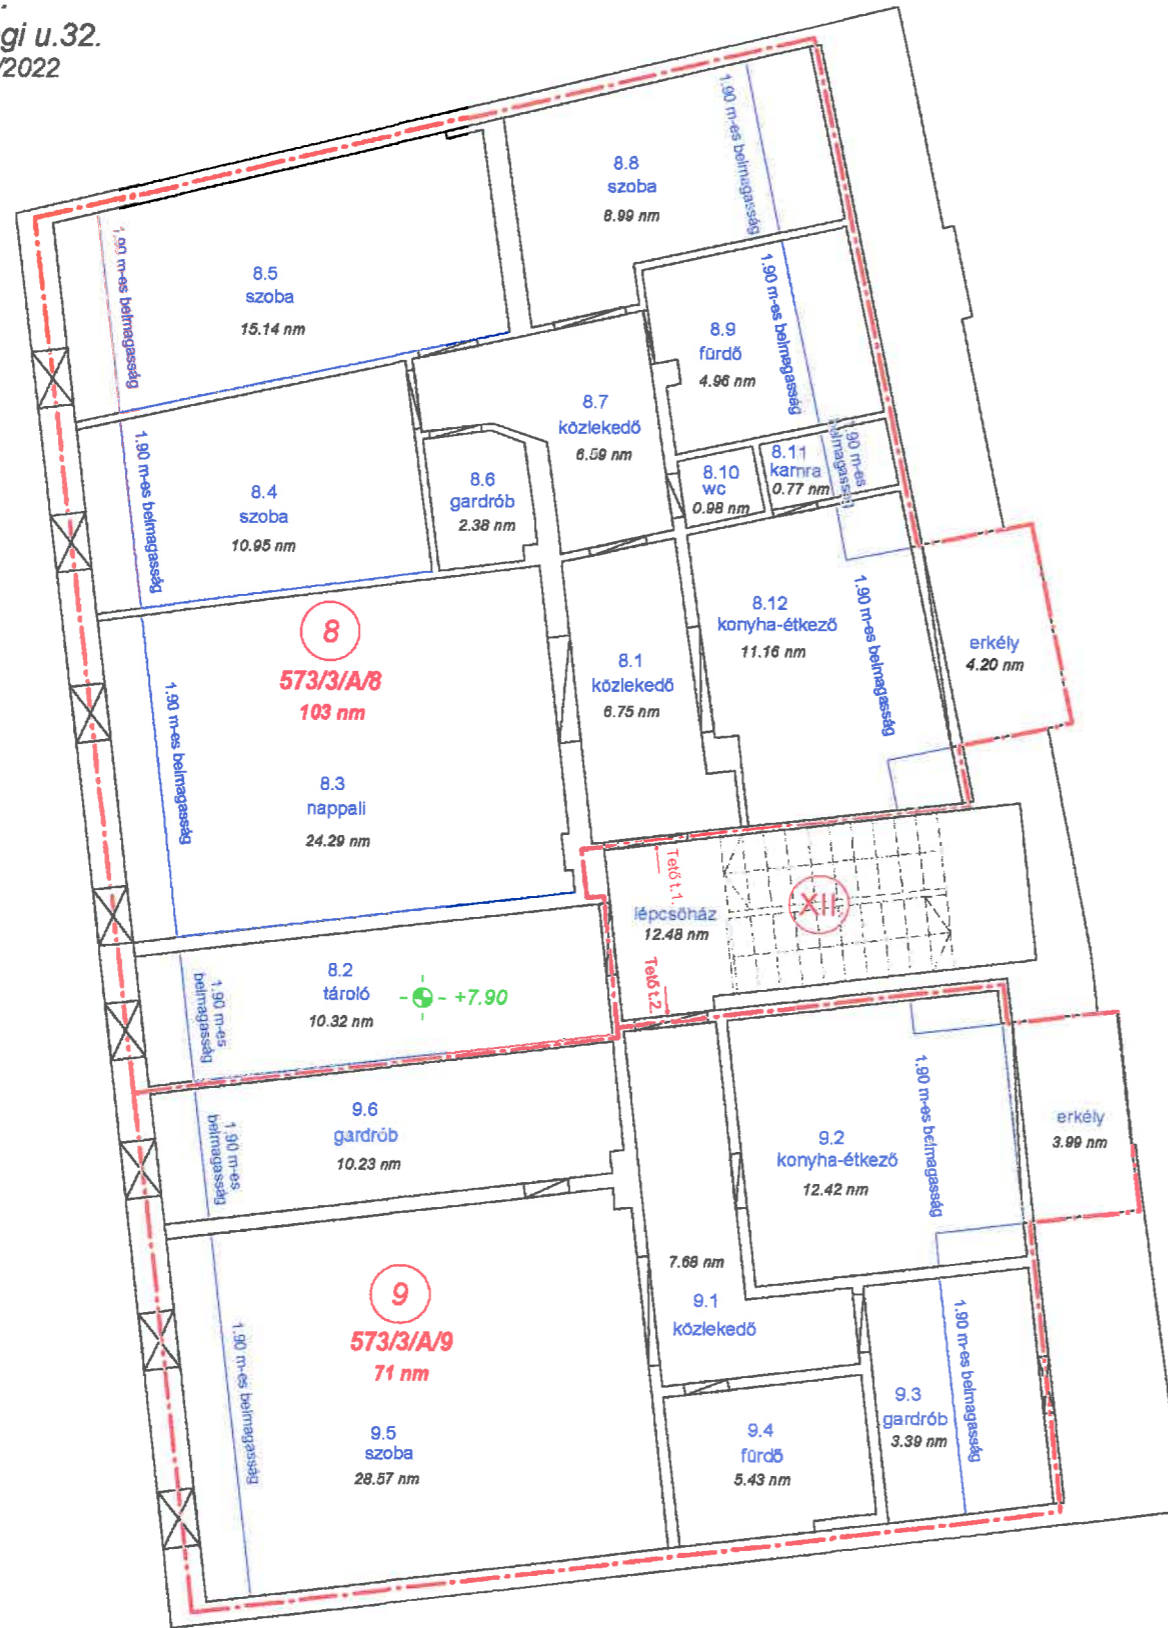 gi u.32.
/2022
1.90 m-es belmagasság
8.8
szoba
8.99 nm
1.90 m-es belmagasság
8.5
szoba
15.14 nm
1.90 m-es belmagasság
8.9
fürdő
4.96 nm
8.7
közlekedő
6.59 nm
1.90 m-es belmagasság
8.4
szoba
10.95 nm
8.6
gardrób
2.38 nm
8.10
wc
0.98 nm
8.11
kamra
0.77 nm
1.90 m-es
belmagasság
8
573/3/A/8
103 nm
8.12
konyha-étkező
11.16 nm
1.90 m-es belmagasság
erkély
4.20 nm
8.1
közlekedő
6.75 nm
1.90 m-es belmagasság
8.3
nappali
24.29 nm
Tető t.1.
XII
lépcsőház
12.48 nm
Tető t.2.
8.2
tároló
10.32 nm
+7.90
1.90 m-es
belmagasság
9.6
gardrób
10.23 nm
1.90 m-es
belmagasság
9.2
konyha-étkező
12.42 nm
1.90 m-es belmagasság
erkély
3.99 nm
7.68 nm
9.1
közlekedő
9
573/3/A/9
71 nm
1.90 m-es belmagasság
9.5
szoba
28.57 nm
9.4
fürdő
5.43 nm
9.3
gardrób
3.39 nm
1.90 m-es belmagasság